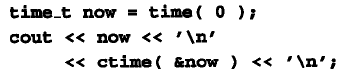 time_t now = time( 0 );
cout << now << '\n'
<< ctime( &now ) << '\n';